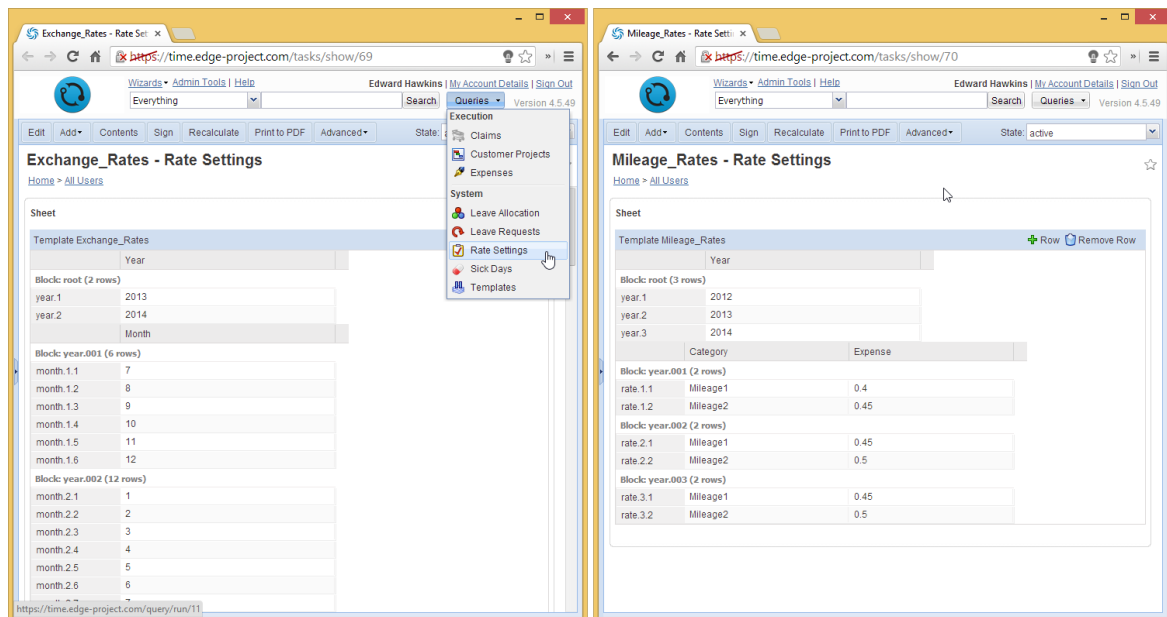 Exchange_Rates - Rate Set
https://time.edge-project.com/tasks/show/69
Wizards Admin Tools | Help
Edward Hawkins | My Account Details | Sign Out
Everything
Search Queries Version 4.5.49
Edit Add Contents Sign Recalculate Print to PDF Advanced State:
Exchange_Rates - Rate Settings
Home > All Users
Execution
Claims
Customer Projects
Expenses
System
Leave Allocation
Leave Requests
Rate Settings
Sick Days
Templates
Sheet
Template Exchange_Rates
Year
Block: root (2 rows)
year.1 2013
year.2 2014
Month
Block: year.001 (6 rows)
month.1.1 7
month.1.2 8
month.1.3 9
month.1.4 10
month.1.5 11
month.1.6 12
Block: year.002 (12 rows)
month.2.1 1
month.2.2 2
month.2.3 3
month.2.4 4
month.2.5 5
month.2.6 6
https://time.edge-project.com/query/run/11
Mileage_Rates - Rate Setti
https://time.edge-project.com/tasks/show/70
Wizards Admin Tools | Help
Edward Hawkins | My Account Details | Sign Out
Everything
Search Queries Version 4.5.49
Edit Add Contents Sign Recalculate Print to PDF Advanced State: active
Mileage_Rates - Rate Settings
Home > All Users
Sheet
Template Mileage_Rates Row Remove Row
Year
Block: root (3 rows)
year.1 2012
year.2 2013
year.3 2014
Category Expense
Block: year.001 (2 rows)
rate.1.1 Mileage1 0.4
rate.1.2 Mileage2 0.45
Block: year.002 (2 rows)
rate.2.1 Mileage1 0.45
rate.2.2 Mileage2 0.5
Block: year.003 (2 rows)
rate.3.1 Mileage1 0.45
rate.3.2 Mileage2 0.5